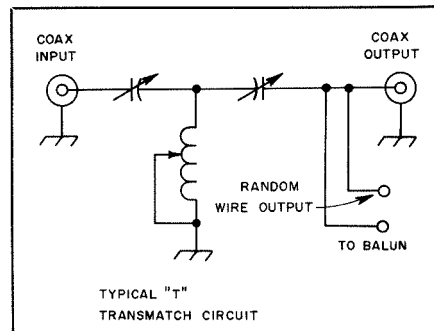 COAX
INPUT
COAX
OUTPUT
RANDOM
WIRE OUTPUT
TO BALUN
TYPICAL "T"
TRANSMATCH CIRCUIT